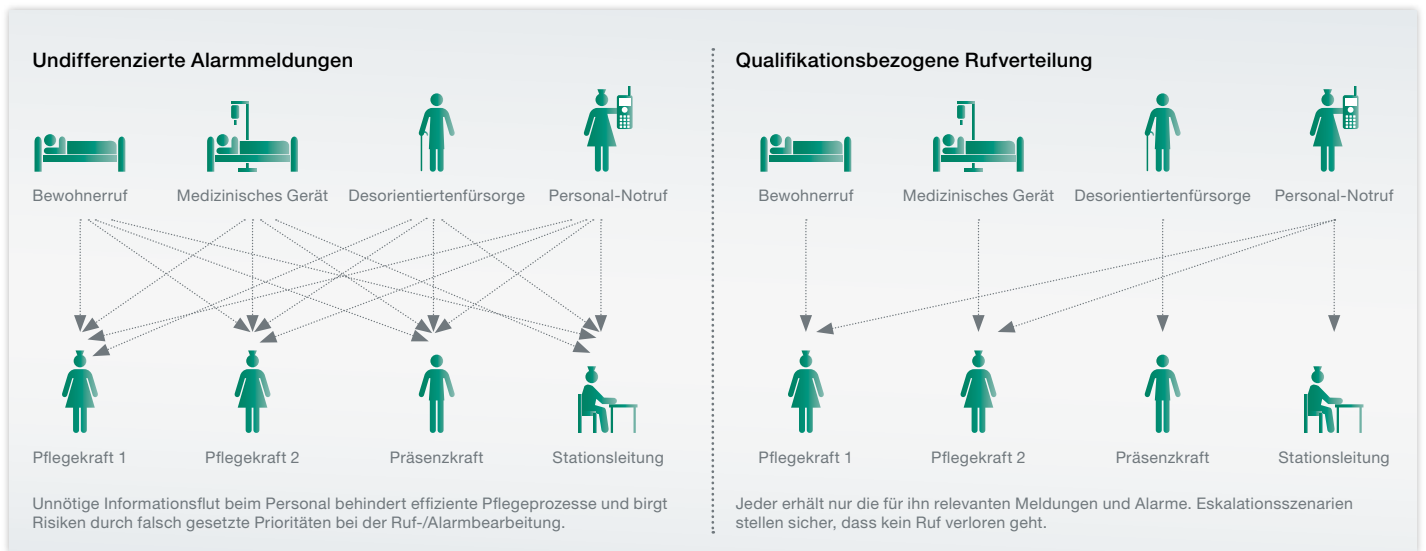 Undifferenzierte Alarmmeldungen
Bewohnerruf
Medizinisches Gerät
Desorientiertenfürsorge
Personal-Notruf
Pflegekraft 1
Pflegekraft 2
Präsenzkraft
Stationsleitung
Unnötige Informationsflut beim Personal behindert effiziente Pflegeprozesse und birgt
Risiken durch falsch gesetzte Prioritäten bei der Ruf-/Alarmbearbeitung.
Qualifikationsbezogene Rufverteilung
Bewohnerruf
Medizinisches Gerät
Desorientiertenfürsorge
Personal-Notruf
Pflegekraft 1
Pflegekraft 2
Präsenzkraft
Stationsleitung
Jeder erhält nur die für ihn relevanten Meldungen und Alarme. Eskalationsszenarien
stellen sicher, dass kein Ruf verloren geht.